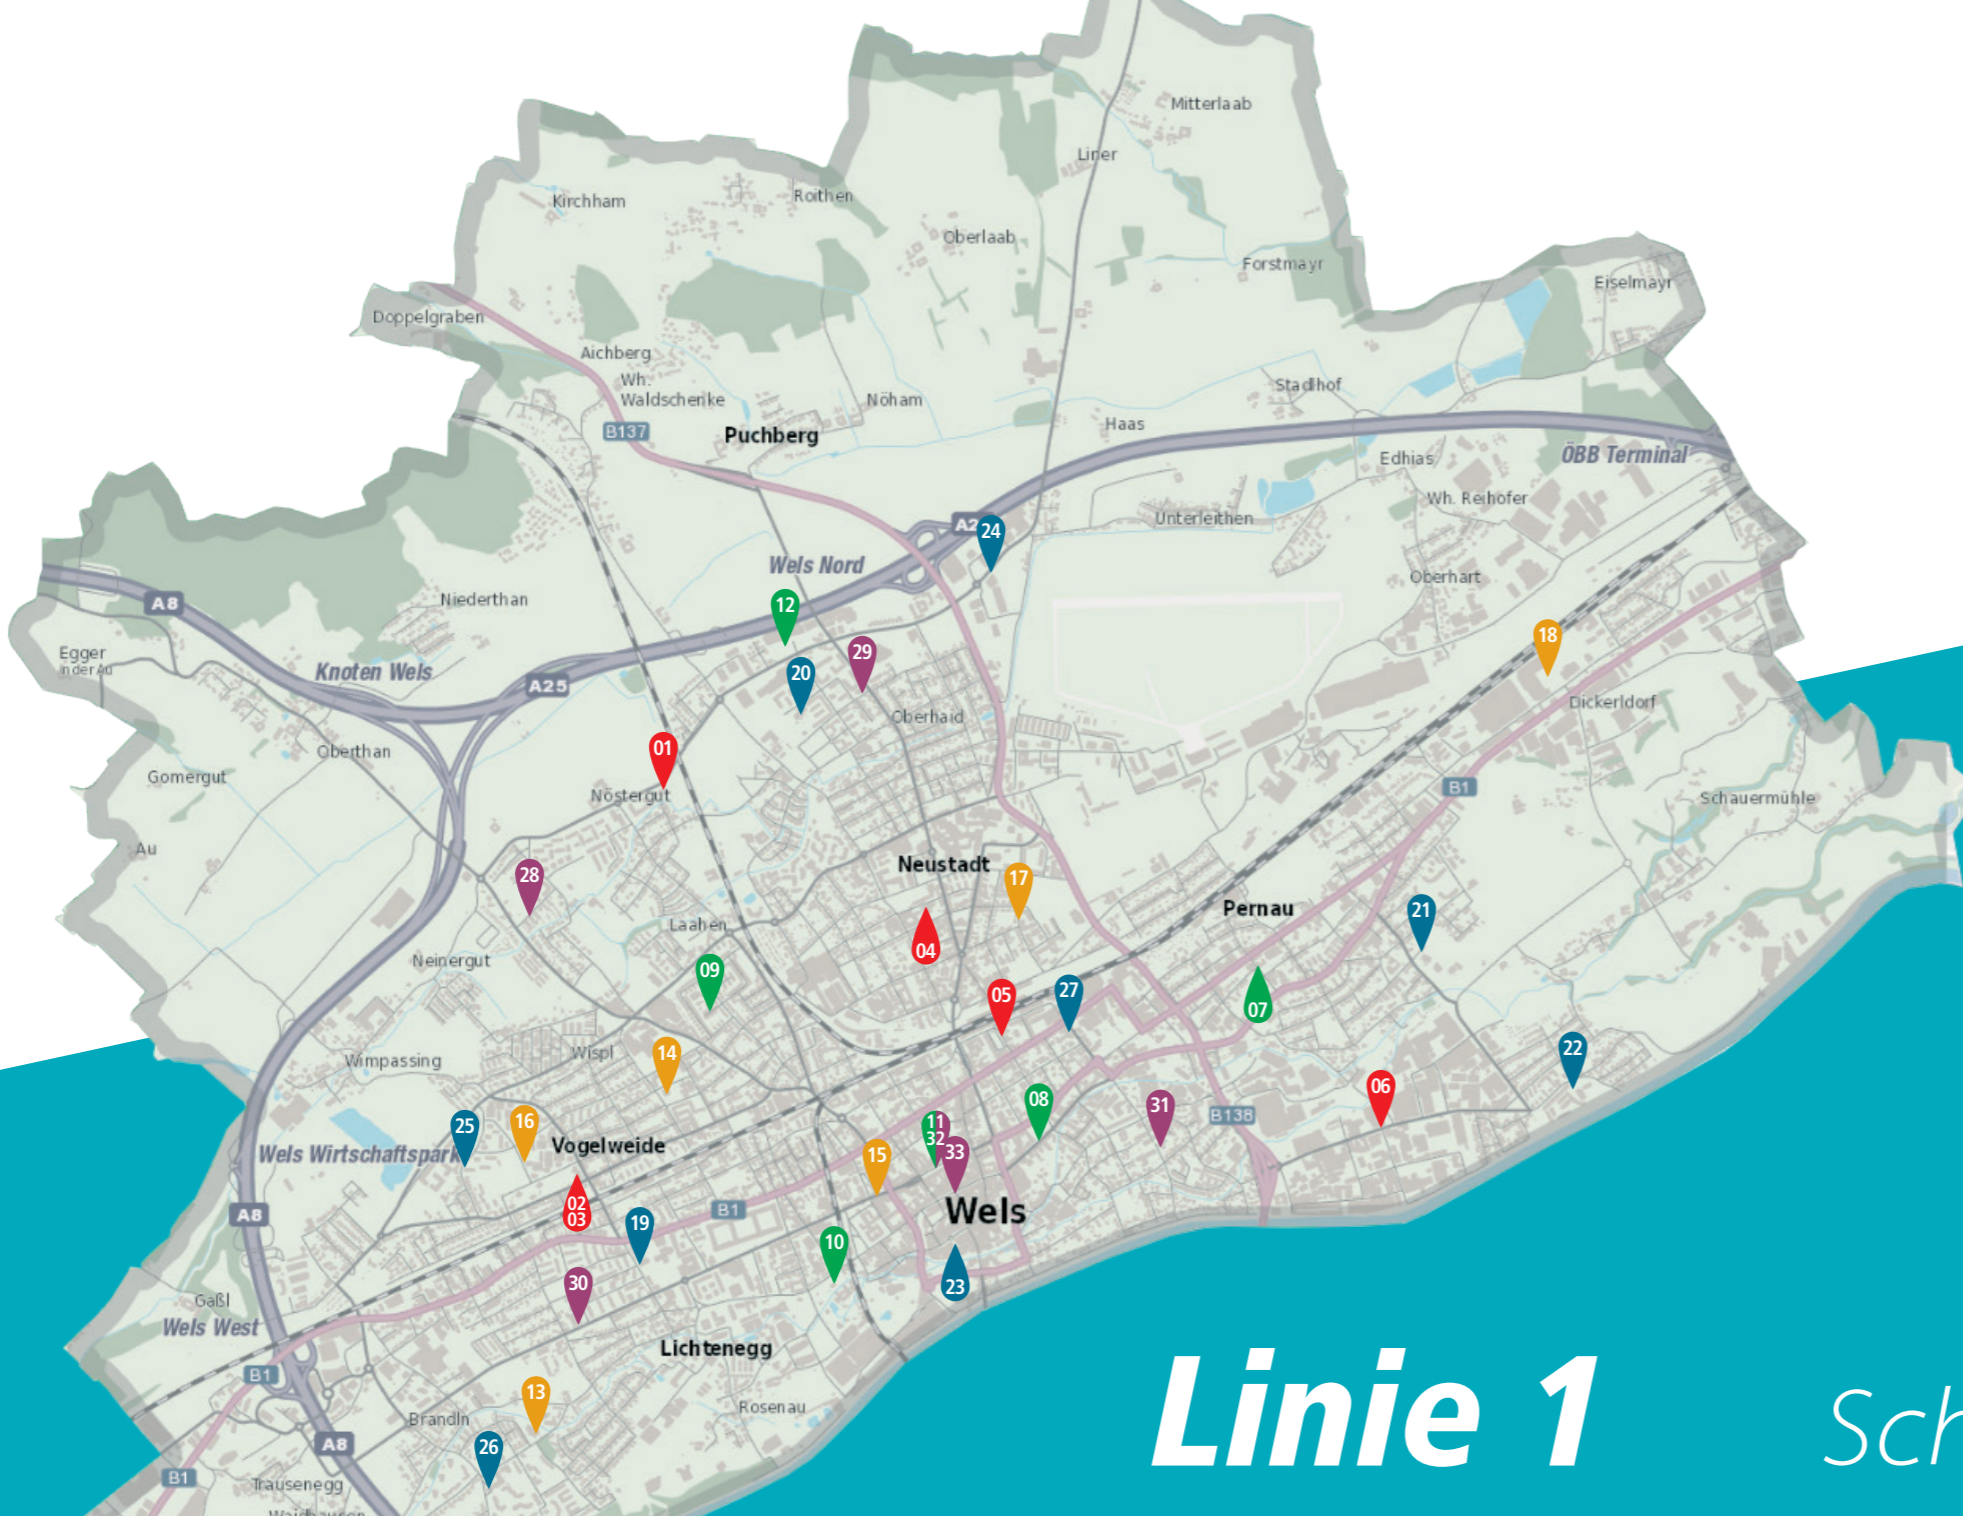 Mitterlaab
Liner
Kirchham
Roithen
Oberlaab
Forstmayr
Eiselmayr
Doppelgraben
Aichberg
Wh.
Waldschenke
Stadlhof
Nöham
Haas
B137
Puchberg
ÖBB Terminal
Edhias
Wh. Reihofer
Unterleithen
24
Wels Nord
Oberhart
A8
Niederthan
12
18
Egger
in der Au
29
Knoten Wels
20
A25
Dickerldorf
Oberhaid
01
Oberthan
Gomergut
B1
Nöstergut
Schauermühle
Au
Neustadt
28
17
Pernau
21
Laahen
04
Neinergut
09
05
27
07
Wimpassing
Wispl
14
22
06
08
31
B138
25
16
11
32
Vogelweide
Wels Wirtschaftspark
15
33
02
03
B1
A8
Wels
19
10
30
23
Gaßl
Wels West
Lichtenegg
B1
13
Rosenau
Brandln
A8
26
B1
Trausenegg
Linie 1
Sch